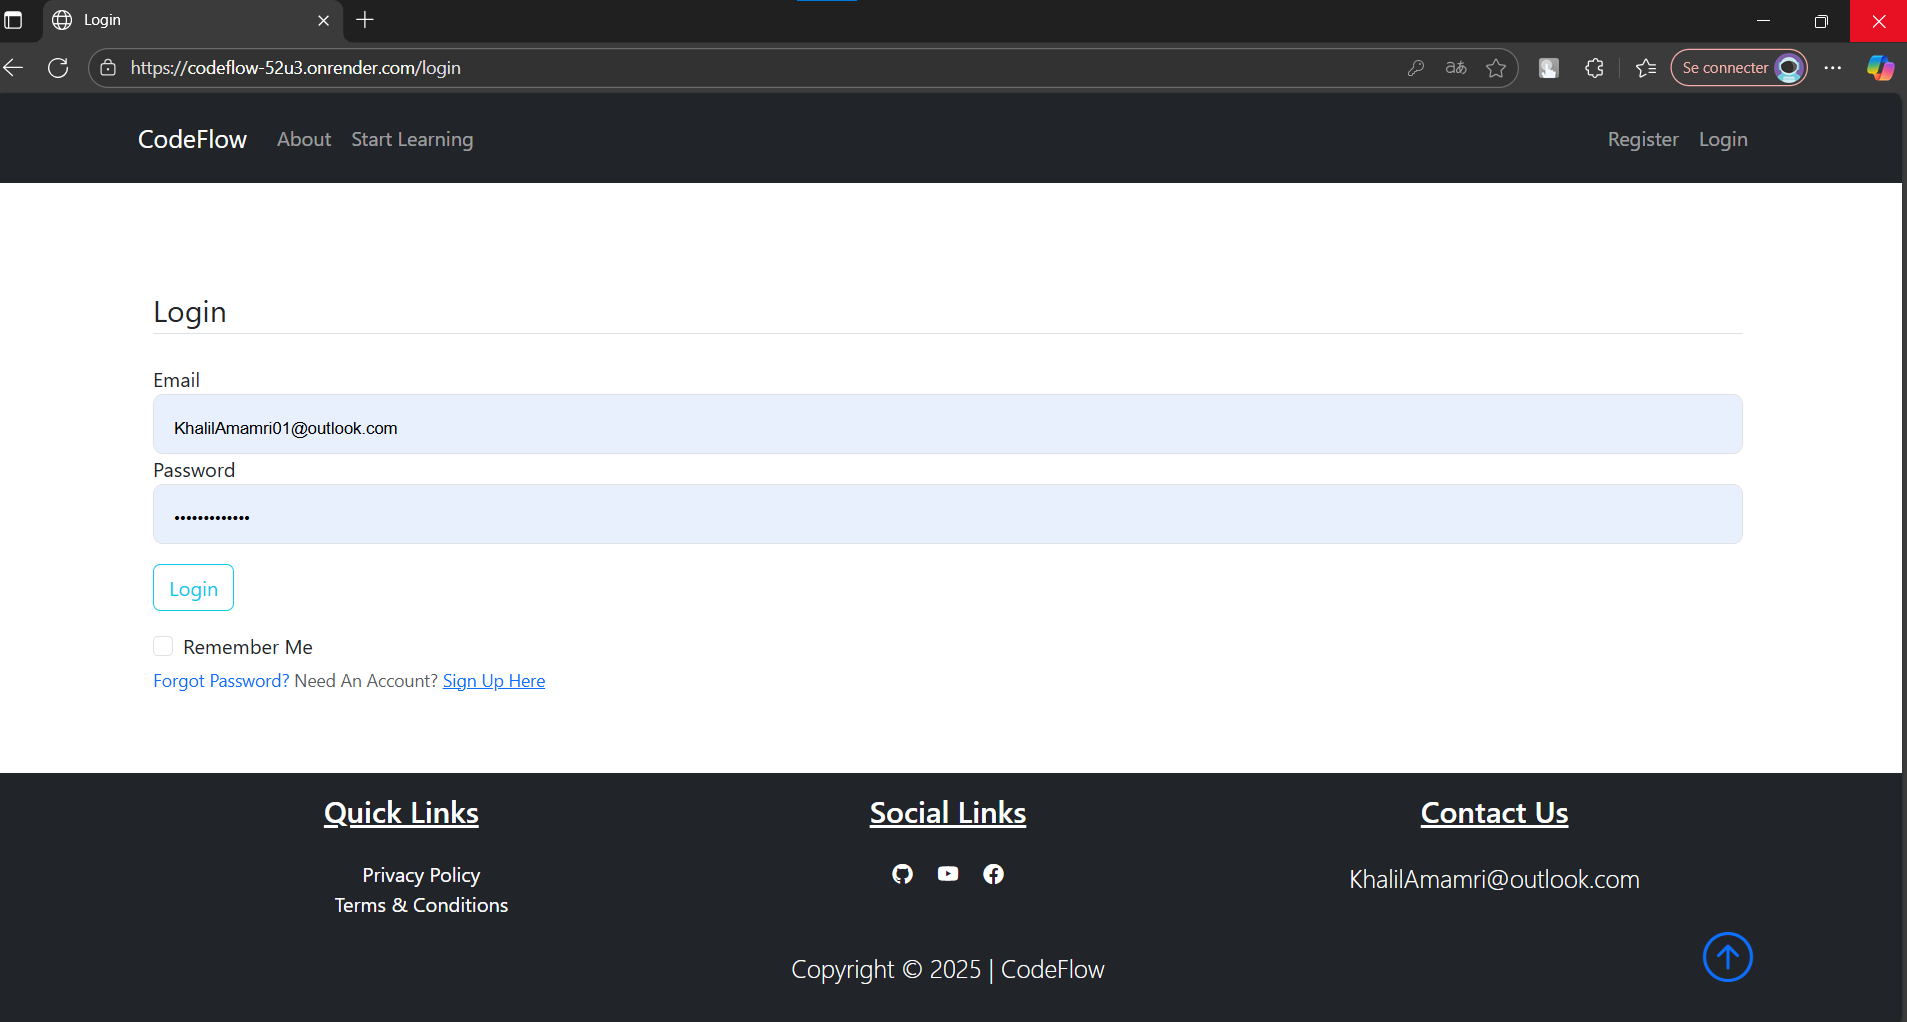 Login
https://codeflow-52u3.onrender.com/login
aあ
Se connecter
CodeFlow About Start Learning Register Login
Login
Email
KhalilAmamri01@outlook.com
Password
•••••••••••••
Login
Remember Me
Forgot Password? Need An Account? Sign Up Here
Quick Links
Privacy Policy
Terms & Conditions
Social Links
Contact Us
KhalilAmamri@outlook.com
Copyright © 2025 | CodeFlow